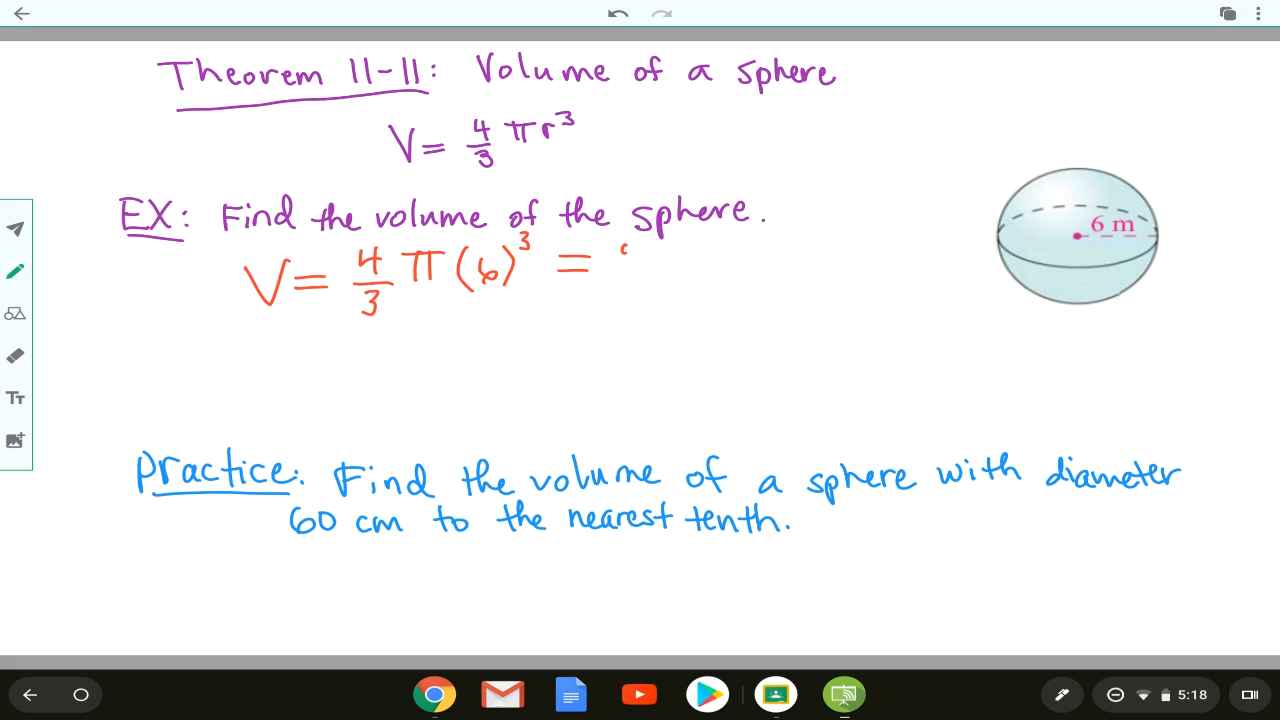 Theorem 11-11: Volume of a sphere
V = 4/3 πr³
EX: Find the volume of the sphere.
6 m
V = 4/3 π(6)³ =
Practice: Find the volume of a sphere with diameter
60 cm to the nearest tenth.
Tт
5:18